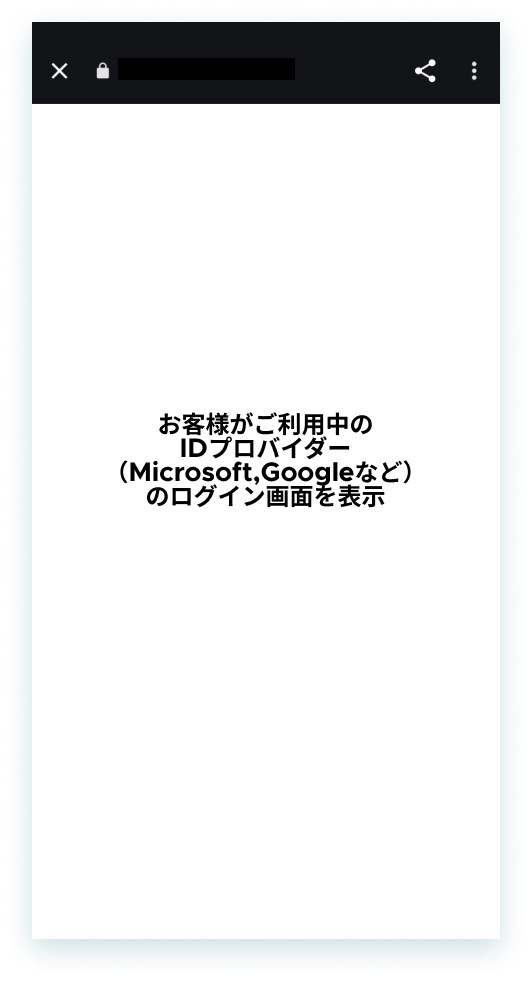 お客様がご利用中の
IDプロバイダー
（Microsoft,Googleなど）
のログイン画面を表示